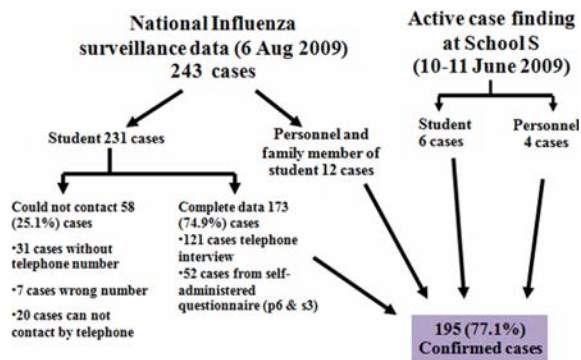 National Influenza
surveillance data (6 Aug 2009)
243 cases
Active case finding
at School S
(10-11 June 2009)
Student 231 cases
Personnel and
family member of
student 12 cases
Student
6 cases
Personnel
4 cases
Could not contact 58
(25.1%) cases
•31 cases without
telephone number
•7 cases wrong number
•20 cases can not
contact by telephone
Complete data 173
(74.9%) cases
•121 cases telephone
interview
•52 cases from self-
administered
questionnaire (p6 & s3)
195 (77.1%)
Confirmed cases